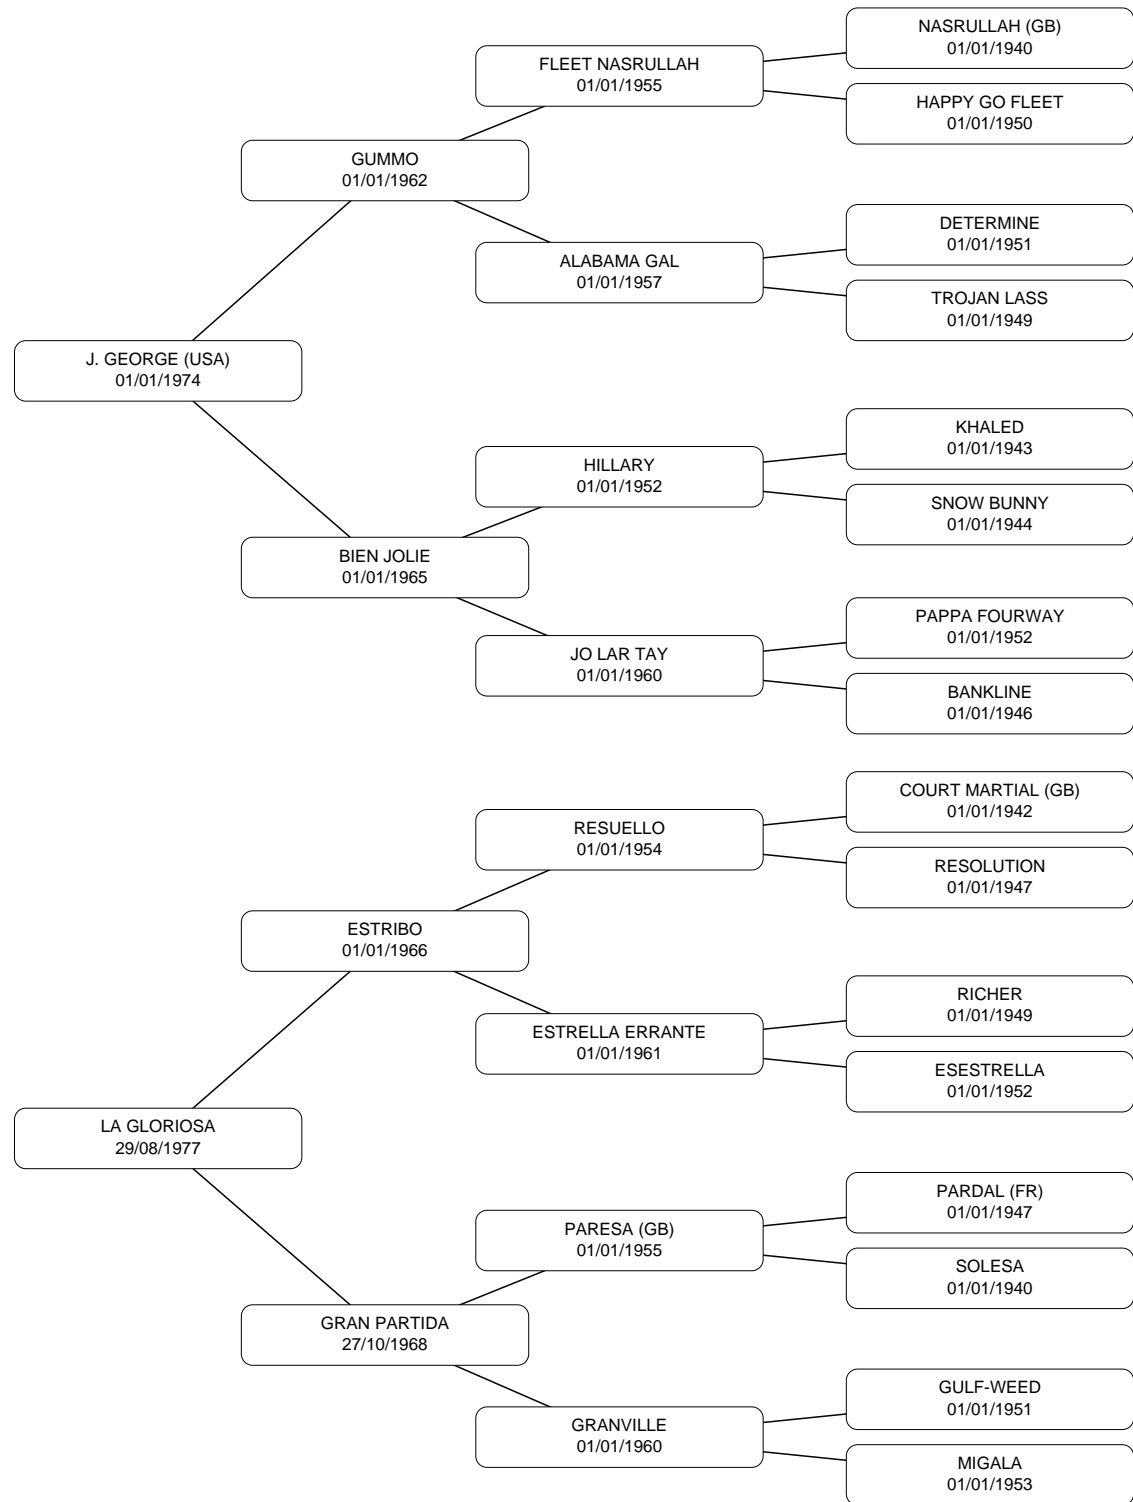 NASRULLAH (GB)
01/01/1940
FLEET NASRULLAH
01/01/1955
HAPPY GO FLEET
01/01/1950
GUMMO
01/01/1962
DETERMINE
01/01/1951
ALABAMA GAL
01/01/1957
TROJAN LASS
01/01/1949
J. GEORGE (USA)
01/01/1974
KHALED
01/01/1943
HILLARY
01/01/1952
SNOW BUNNY
01/01/1944
BIEN JOLIE
01/01/1965
PAPPA FOURWAY
01/01/1952
JO LAR TAY
01/01/1960
BANKLINE
01/01/1946
COURT MARTIAL (GB)
01/01/1942
RESUELLO
01/01/1954
RESOLUTION
01/01/1947
ESTRIBO
01/01/1966
RICHER
01/01/1949
ESTRELLA ERRANTE
01/01/1961
ESESTRELLA
01/01/1952
LA GLORIOSA
29/08/1977
PARDAL (FR)
01/01/1947
PARESA (GB)
01/01/1955
SOLESA
01/01/1940
GRAN PARTIDA
27/10/1968
GULF-WEED
01/01/1951
GRANVILLE
01/01/1960
MIGALA
01/01/1953